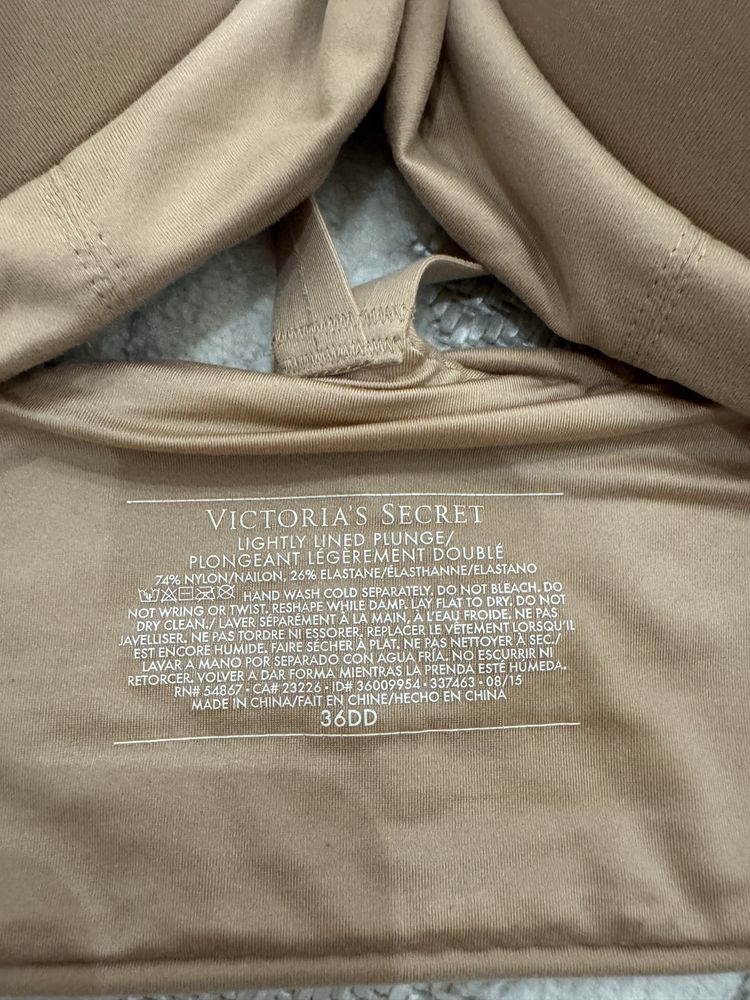 VICTORIA'S SECRET
LIGHTLY LINED PLUNGE/
PLONGEANT LÉGÈREMENT DOUBLÉ
74% NYLON/NAILON, 26% ELASTANE/ÉLASTHANNE/ELASTANO
HAND WASH COLD SEPARATELY. DO NOT BLEACH. DO
NOT WRING OR TWIST. RESHAPE WHILE DAMP. LAY FLAT TO DRY. DO NOT
DRY CLEAN./ LAVER SÉPARÉMENT À LA MAIN, À L'EAU FROIDE. NE PAS
JAVELLISER. NE PAS TORDRE NI ESSORER. REPLACER LE VÊTEMENT LORSQU'IL
EST ENCORE HUMIDE. FAIRE SÉCHER À PLAT. NE PAS NETTOYER À SEC./
LAVAR A MANO POR SEPARADO CON AGUA FRÍA. NO ESCURRIR NI
RETORCER. VOLVER A DAR FORMA MIENTRAS LA PRENDA ESTÉ HÚMEDA.
RN# 54867 • CA# 23226 • ID# 36009954 • 337463 • 08/15
MADE IN CHINA/FAIT EN CHINE/HECHO EN CHINA
36DD